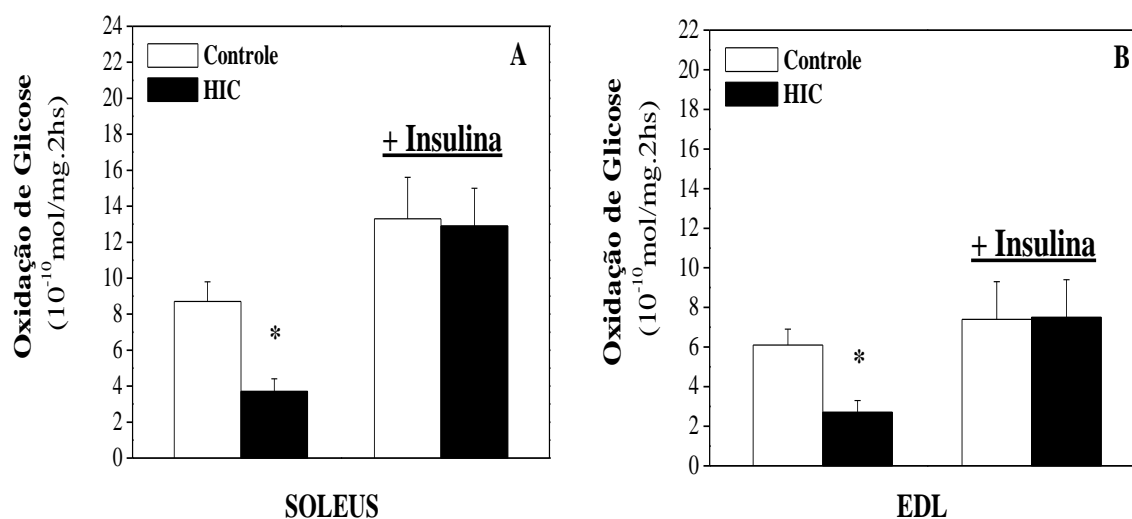 Oxidação de Glicose
(10⁻¹⁰mol/mg.2hs)
24
22
20
18
16
14
12
10
8
6
4
2
0
Controle
HIC
A
+ Insulina
*
SOLEUS
Oxidação de Glicose
(10⁻¹⁰mol/mg.2hs)
22
20
18
16
14
12
10
8
6
4
2
0
Controle
HIC
B
+ Insulina
*
EDL